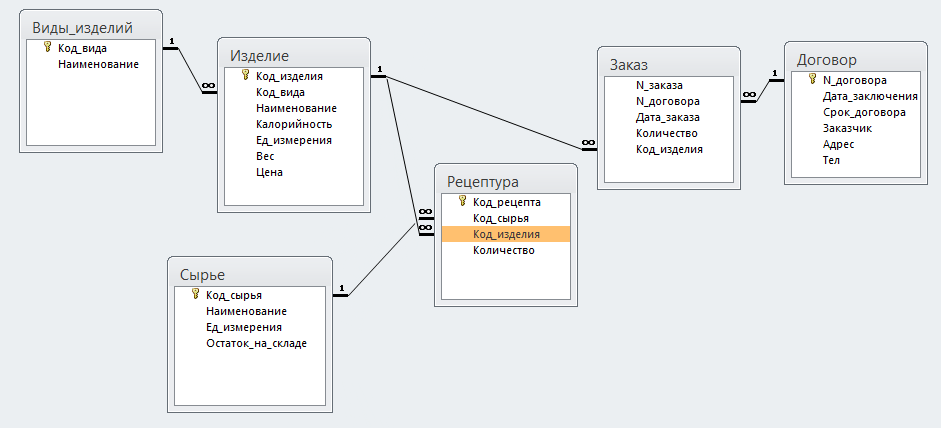 Виды_изделий
Код_вида
Наименование
1
∞
Изделие
Код_изделия
Код_вида
Наименование
Калорийность
Ед_измерения
Вес
Цена
1
∞
Заказ
N_заказа
N_договора
Дата_заказа
Количество
Код_изделия
∞
1
Договор
N_договора
Дата_заключения
Срок_договора
Заказчик
Адрес
Тел
Рецептура
Код_рецепта
Код_сырья
Код_изделия
Количество
∞
∞
Сырье
Код_сырья
Наименование
Ед_измерения
Остаток_на_складе
1